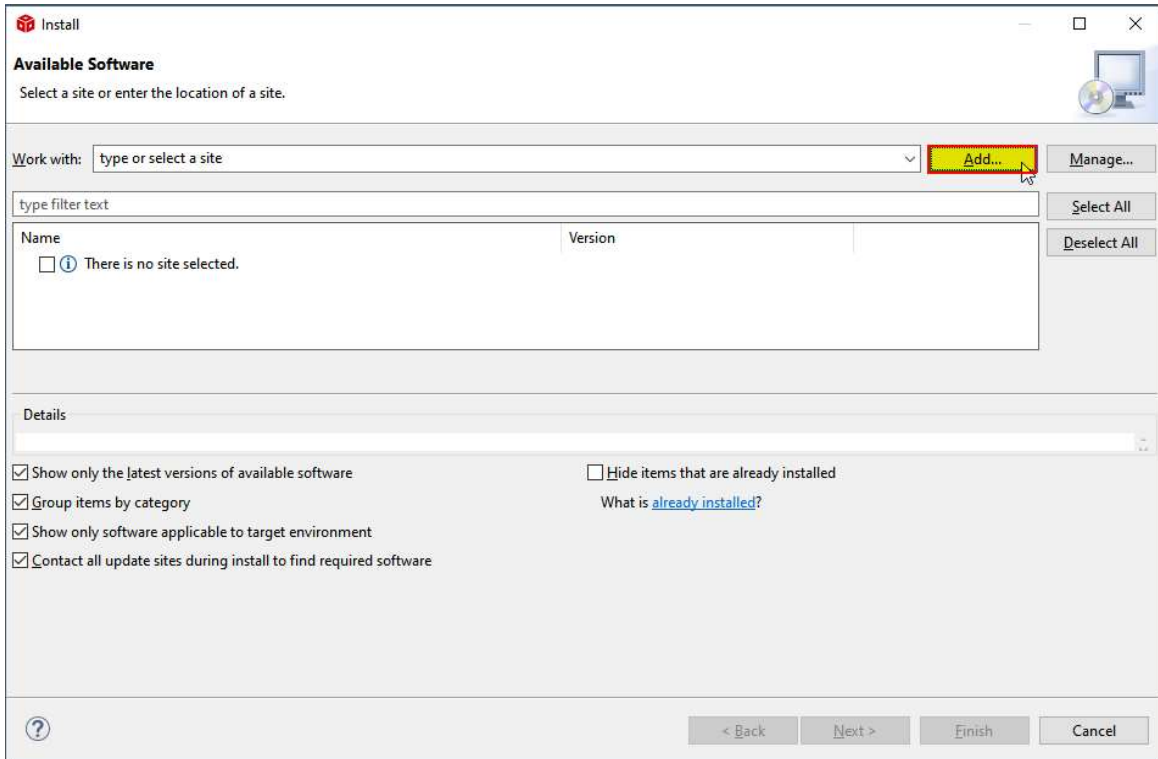 Install
Available Software
Select a site or enter the location of a site.
Work with: type or select a site Add... Manage...
type filter text Select All
Name Version Deselect All
There is no site selected.
Details
Show only the latest versions of available software Hide items that are already installed
Group items by category What is already installed?
Show only software applicable to target environment
Contact all update sites during install to find required software
? < Back Next > Finish Cancel